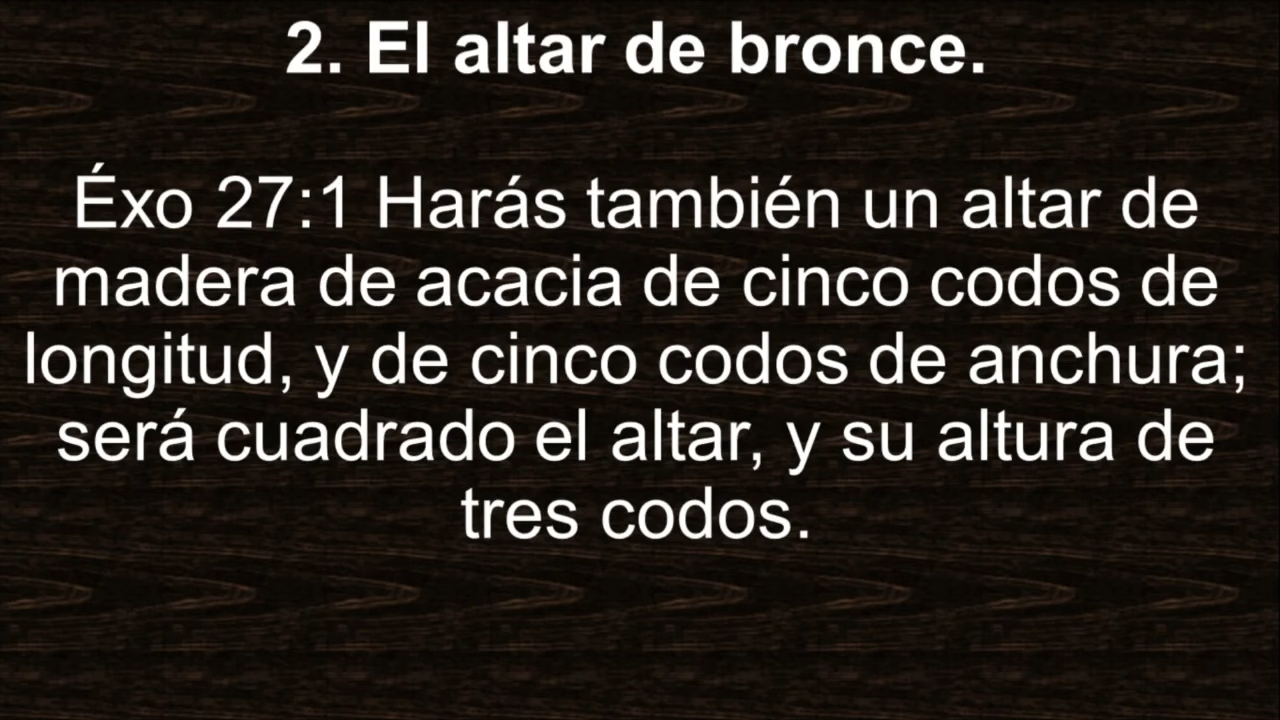 2. El altar de bronce.
Éxo 27:1 Harás también un altar de
madera de acacia de cinco codos de
longitud, y de cinco codos de anchura;
será cuadrado el altar, y su altura de
tres codos.